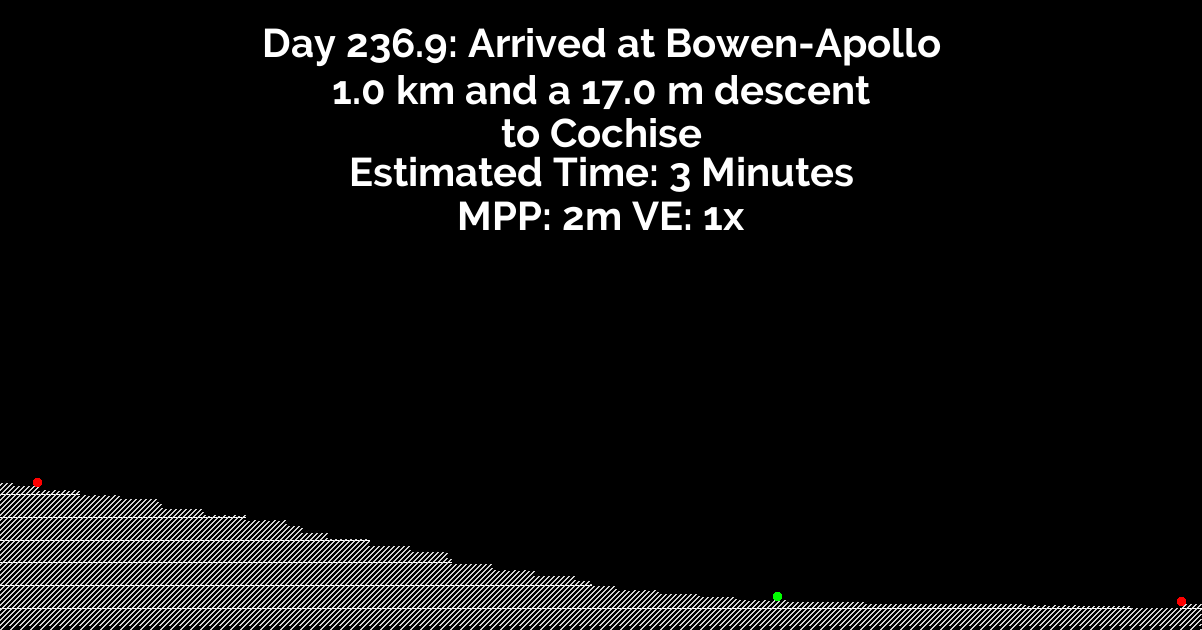 Day 236.9: Arrived at Bowen-Apollo
1.0 km and a 17.0 m descent
to Cochise
Estimated Time: 3 Minutes
MPP: 2m VE: 1x